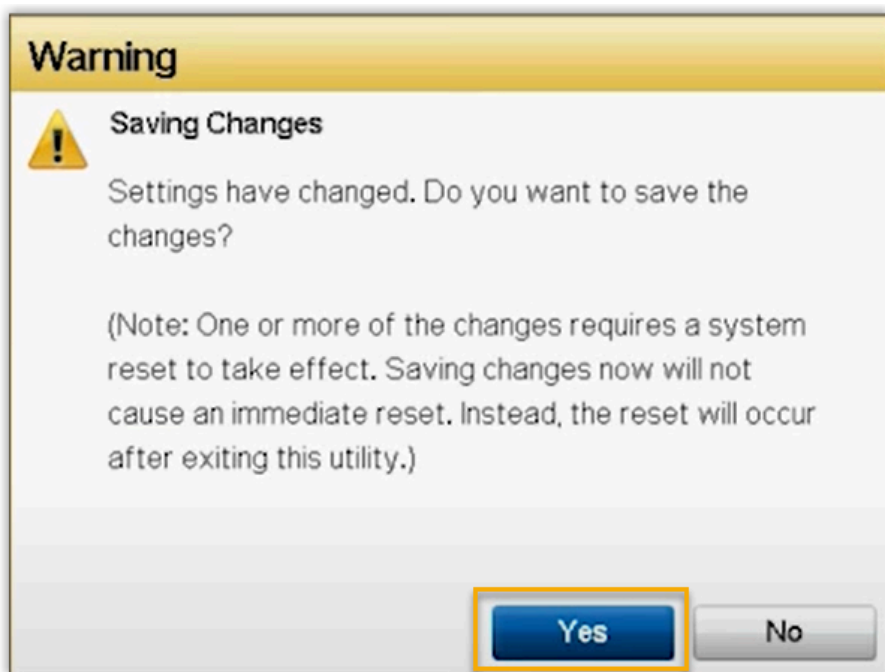 Warning
Saving Changes
Settings have changed. Do you want to save the
changes?
(Note: One or more of the changes requires a system
reset to take effect. Saving changes now will not
cause an immediate reset. Instead, the reset will occur
after exiting this utility.)
Yes No